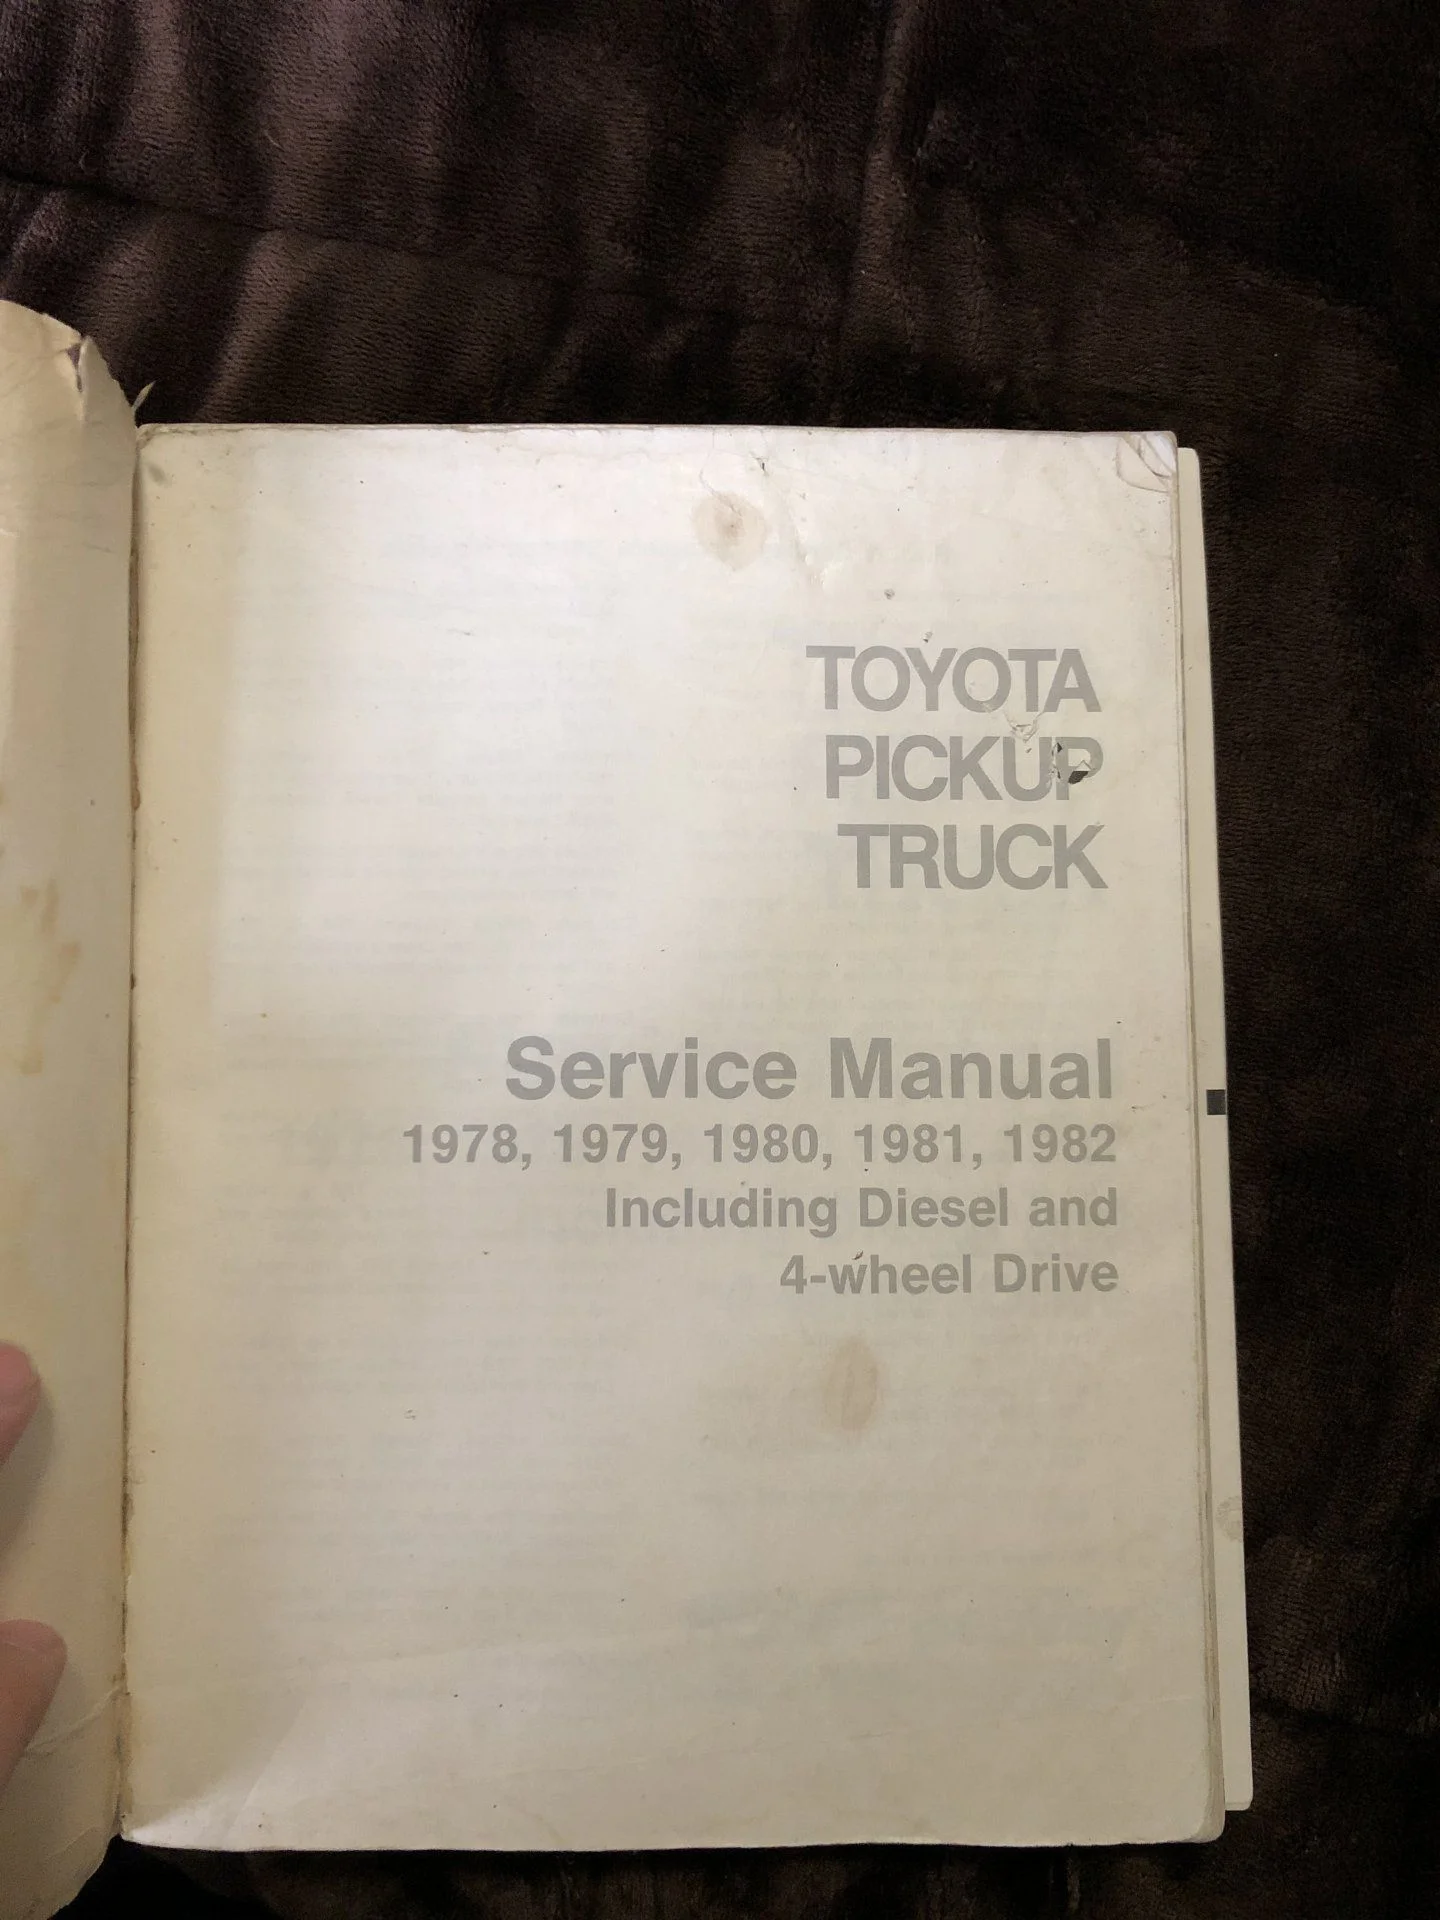 TOYOTA
PICKUP
TRUCK
Service Manual
1978, 1979, 1980, 1981, 1982
Including Diesel and
4-wheel Drive